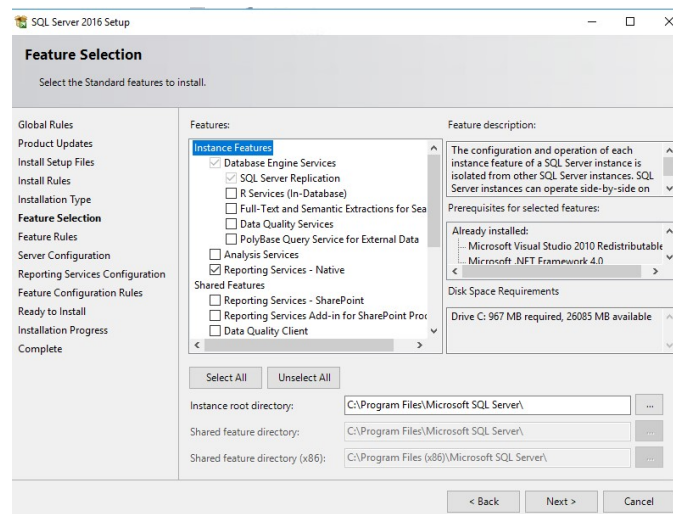 SQL Server 2016 Setup
Feature Selection
Select the Standard features to install.
Global Rules
Product Updates
Install Setup Files
Install Rules
Installation Type
Feature Selection
Feature Rules
Server Configuration
Reporting Services Configuration
Feature Configuration Rules
Ready to Install
Installation Progress
Complete
Features:
Instance Features
Database Engine Services
SQL Server Replication
R Services (In-Database)
Full-Text and Semantic Extractions for Sea
Data Quality Services
PolyBase Query Service for External Data
Analysis Services
Reporting Services - Native
Shared Features
Reporting Services - SharePoint
Reporting Services Add-in for SharePoint Proc
Data Quality Client
Feature description:
The configuration and operation of each
instance feature of a SQL Server instance is
isolated from other SQL Server instances. SQL
Server instances can operate side-by-side on
Prerequisites for selected features:
Already installed:
Microsoft Visual Studio 2010 Redistributable
Microsoft .NET Framework 4.0
Disk Space Requirements
Drive C: 967 MB required, 26085 MB available
Select All
Unselect All
Instance root directory:
C:\Program Files\Microsoft SQL Server\
...
Shared feature directory:
C:\Program Files\Microsoft SQL Server\
...
Shared feature directory (x86):
C:\Program Files (x86)\Microsoft SQL Server\
...
< Back
Next >
Cancel